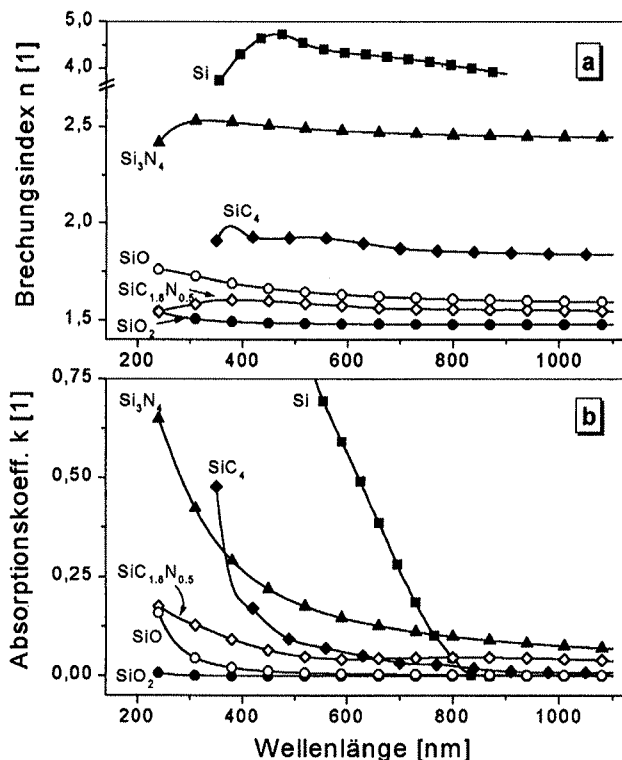 5,0
4,0
2,5
2,0
1,5
Brechungsindex n [1]
a
Si
Si₃N₄
SiC₄
SiO
SiC₁.₈N₀.₅
SiO₂
200 400 600 800 1000
0,75
0,50
0,25
0,00
Absorptionskoeff. k [1]
b
Si₃N₄
Si
SiC₄
SiC₁.₈N₀.₅
SiO
SiO₂
200 400 600 800 1000
Wellenlänge [nm]